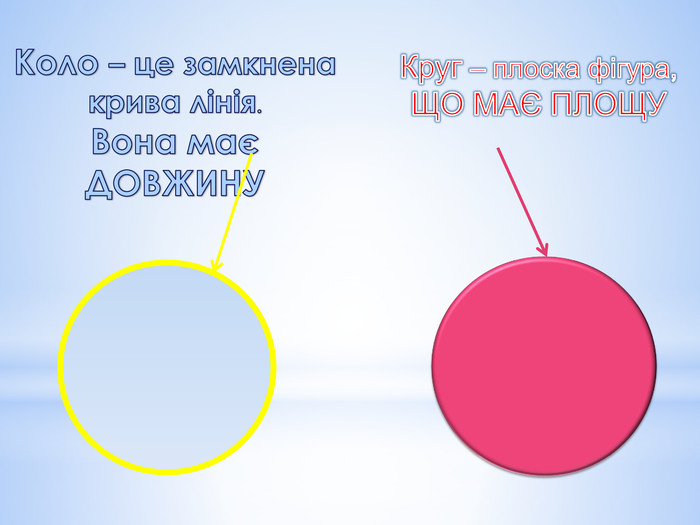 Коло – це замкнена
крива лінія.
Вона має
ДОВЖИНУ
Круг – плоска фігура,
ЩО МАЄ ПЛОЩУ